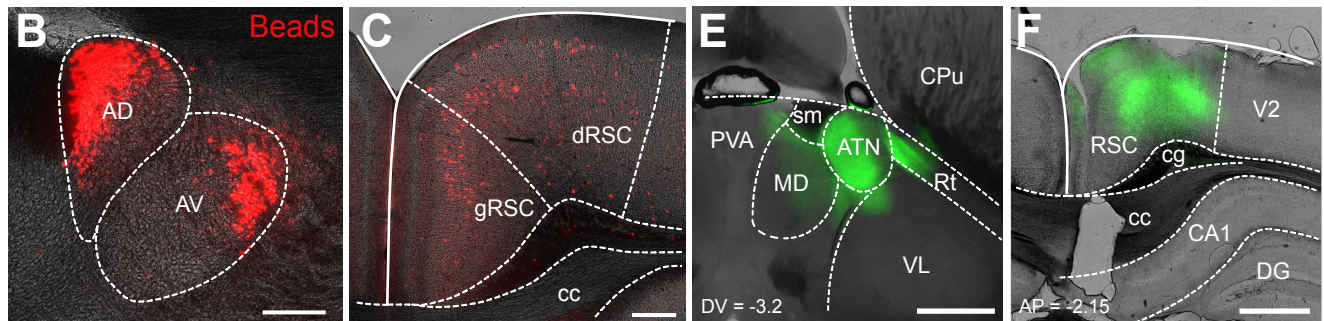 B
Beads
AD
AV
C
dRSC
gRSC
cc
E
CPu
sm
PVA
ATN
MD
Rt
VL
DV = -3.2
F
V2
RSC
cg
cc
CA1
DG
AP = -2.15